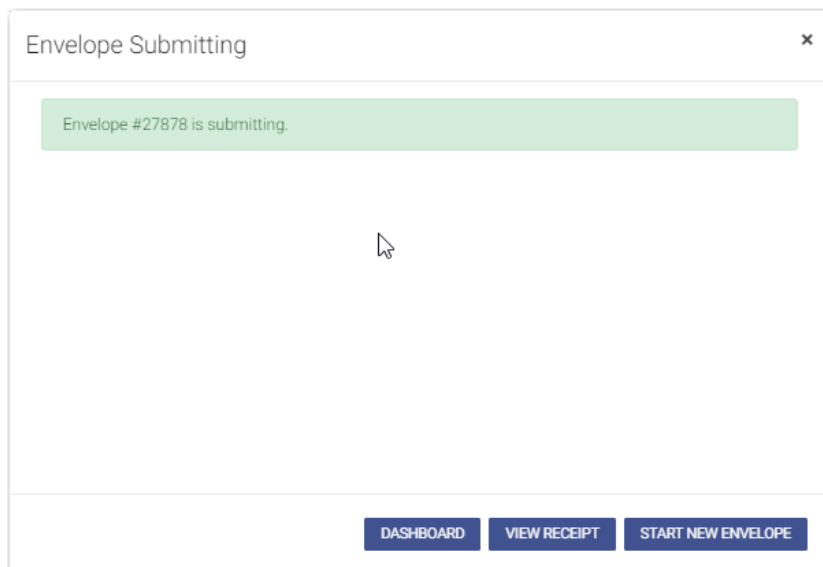 Envelope Submitting
×
Envelope #27878 is submitting.
DASHBOARD VIEW RECEIPT START NEW ENVELOPE